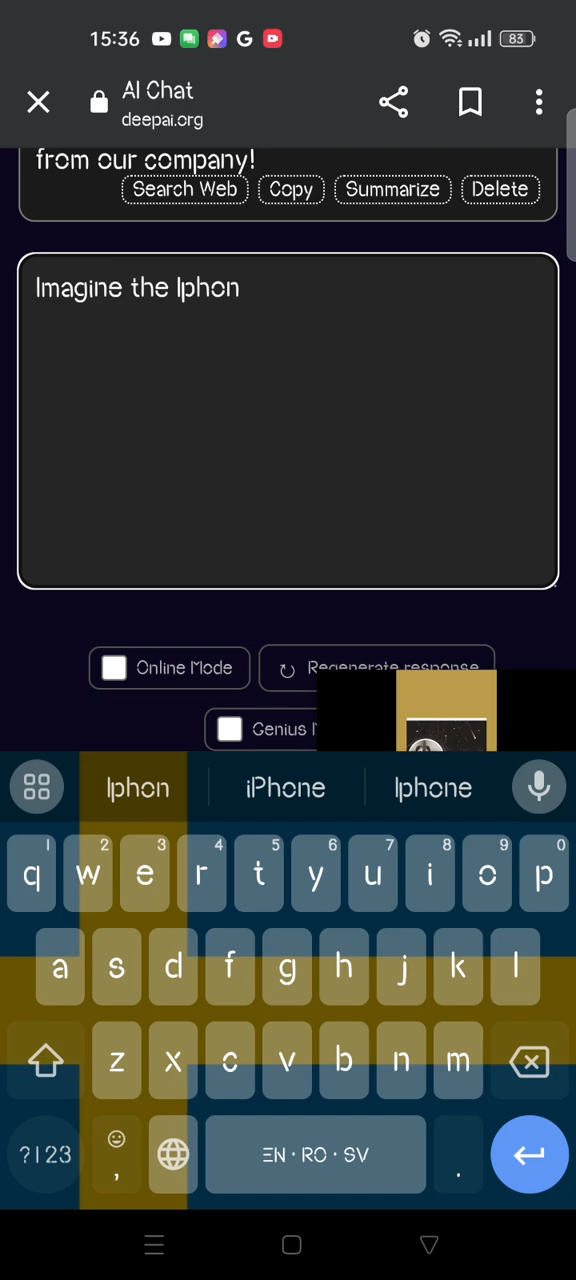 15:36 G 83
AI Chat
deepai.org
from our company!
Search Web Copy Summarize Delete
Imagine the Iphon
Online Mode Regenerate response
Genius
Iphon iPhone Iphone
1 2 3 4 5 6 7 8 9 0
q w e r t y u i o p
a s d f g h j k l
z x c v b n m
?123 , EN · RO · SV .